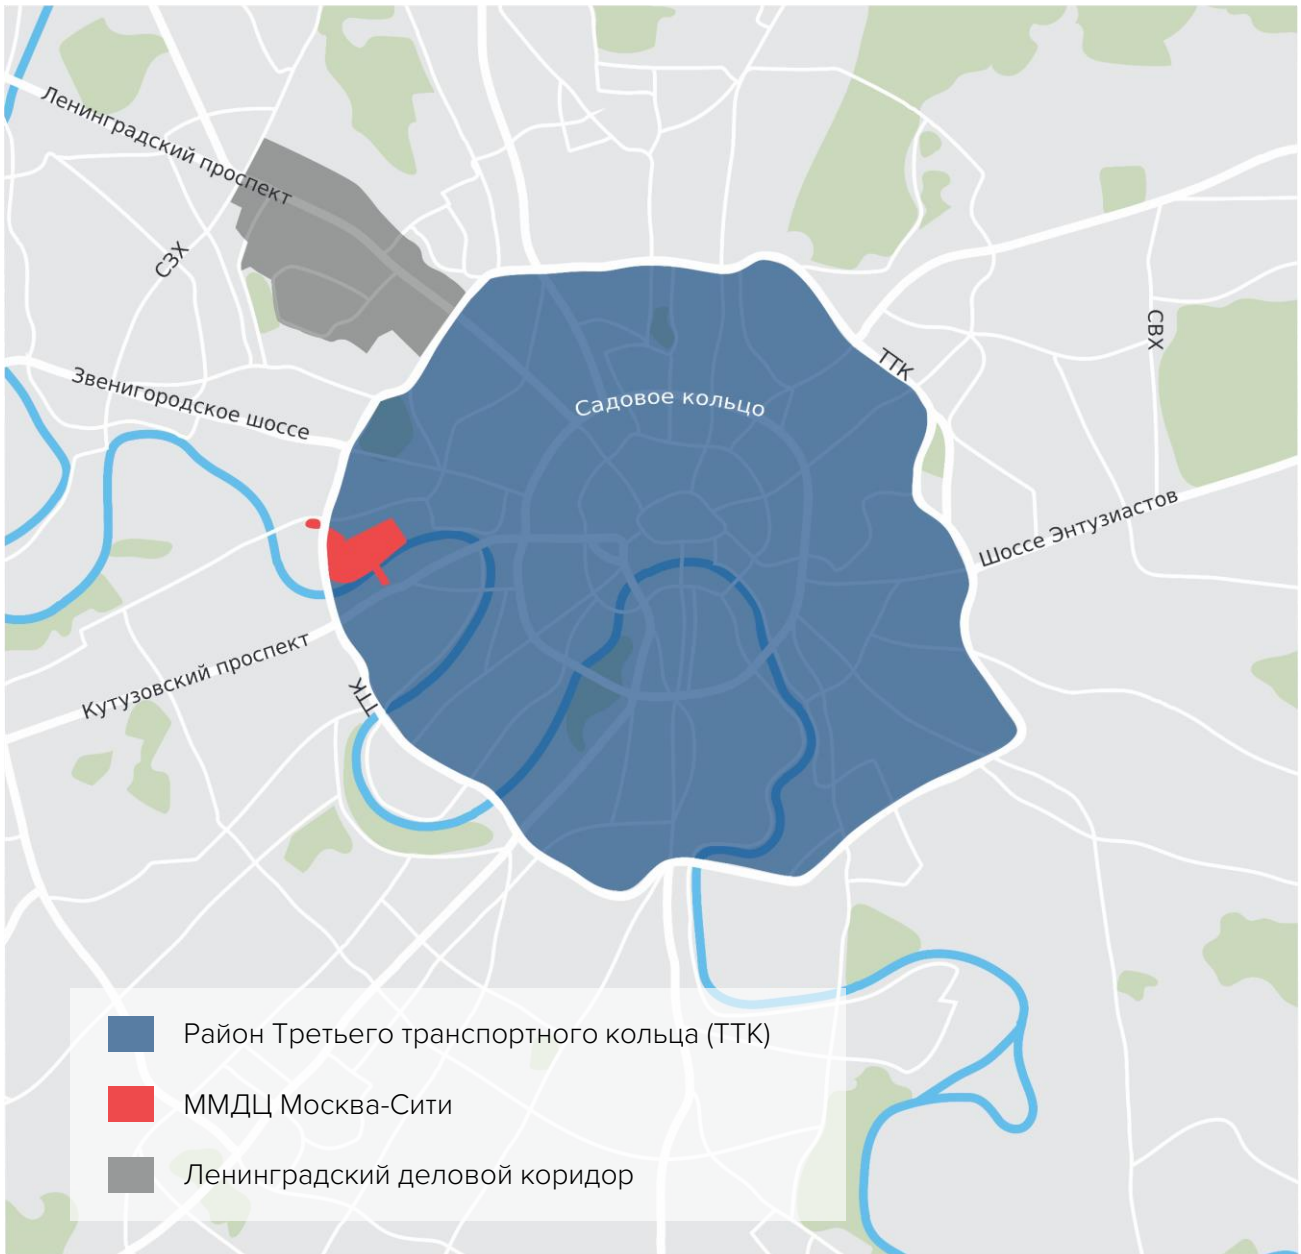 Ленинградский проспект
СЗХ
Звенигородское шоссе
Садовое кольцо
ТТК
СВХ
Шоссе Энтузиастов
Кутузовский проспект
ТТК
Район Третьего транспортного кольца (ТТК)
ММДЦ Москва-Сити
Ленинградский деловой коридор